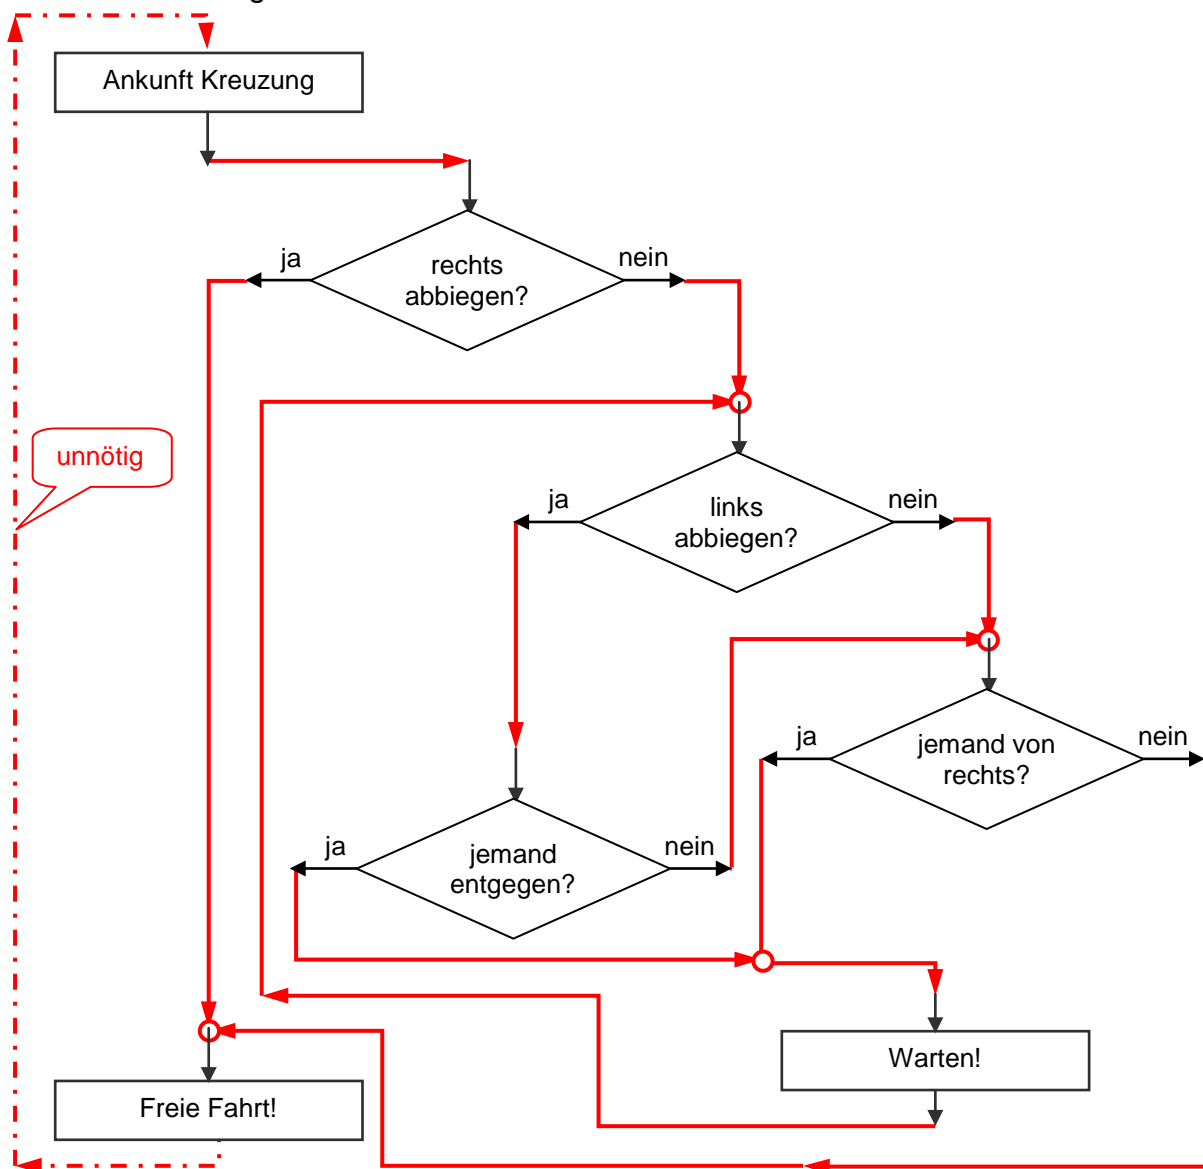 Ankunft Kreuzung
ja
rechts
abbiegen?
nein
unnötig
ja
links
abbiegen?
nein
ja
jemand von
rechts?
nein
ja
jemand
entgegen?
nein
Warten!
Freie Fahrt!